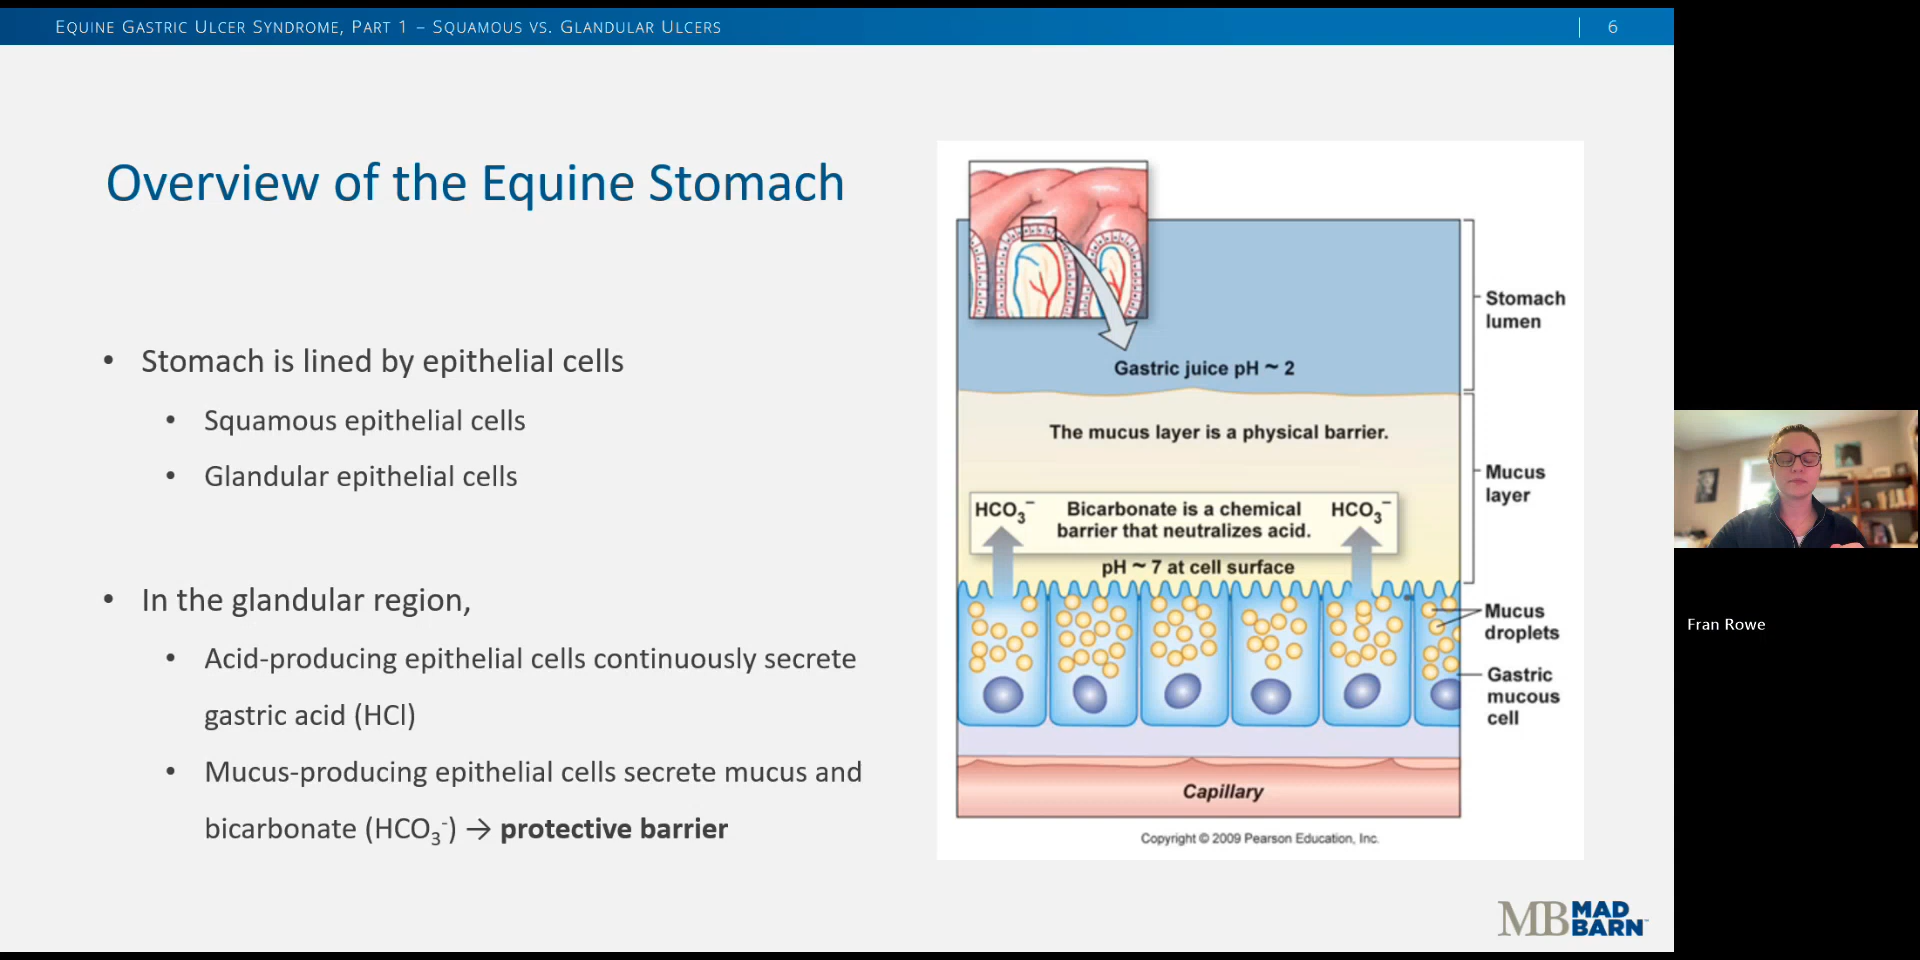 EQUINE GASTRIC ULCER SYNDROME, PART 1 – SQUAMOUS VS. GLANDULAR ULCERS
6
Overview of the Equine Stomach
• Stomach is lined by epithelial cells
• Squamous epithelial cells
• Glandular epithelial cells
• In the glandular region,
• Acid-producing epithelial cells continuously secrete
gastric acid (HCl)
• Mucus-producing epithelial cells secrete mucus and
bicarbonate (HCO₃⁻) → protective barrier
Stomach
lumen
Gastric juice pH ~ 2
The mucus layer is a physical barrier.
Mucus
layer
HCO₃⁻
Bicarbonate is a chemical
barrier that neutralizes acid.
HCO₃⁻
pH ~ 7 at cell surface
Mucus
droplets
Gastric
mucous
cell
Capillary
Copyright © 2009 Pearson Education, Inc.
MB MAD
BARN™
Fran Rowe